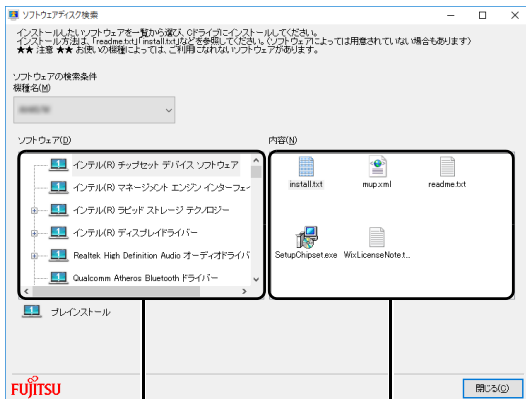 ソフトウェアディスク検索
インストールしたいソフトウェアを一覧から選び、Cドライブにインストールしてください。
インストール方法は、「Readme.txt」「Install.txt」などを参照してください。（ソフトウェアによっては用意されていない場合もあります）
★★ 注意 ★★ お使いの機種によっては、ご利用になれないソフトウェアがあります。
ソフトウェアの検索条件
機種名(M)
ソフトウェア(D)
内容(N)
インテル(R) チップセット デバイス ソフトウェア
インテル(R) マネージメント エンジン インターフェイ
インテル(R) ラピッド ストレージ テクノロジー
インテル(R) ディスプレイドライバー
Realtek High Definition Audio オーディオドライバ
Qualcomm Atheros Bluetooth ドライバー
install.txt mup.xml readme.txt
SetupChipset.exe WixLicenseNote.t...
プレインストール
FUJITSU
閉じる(O)